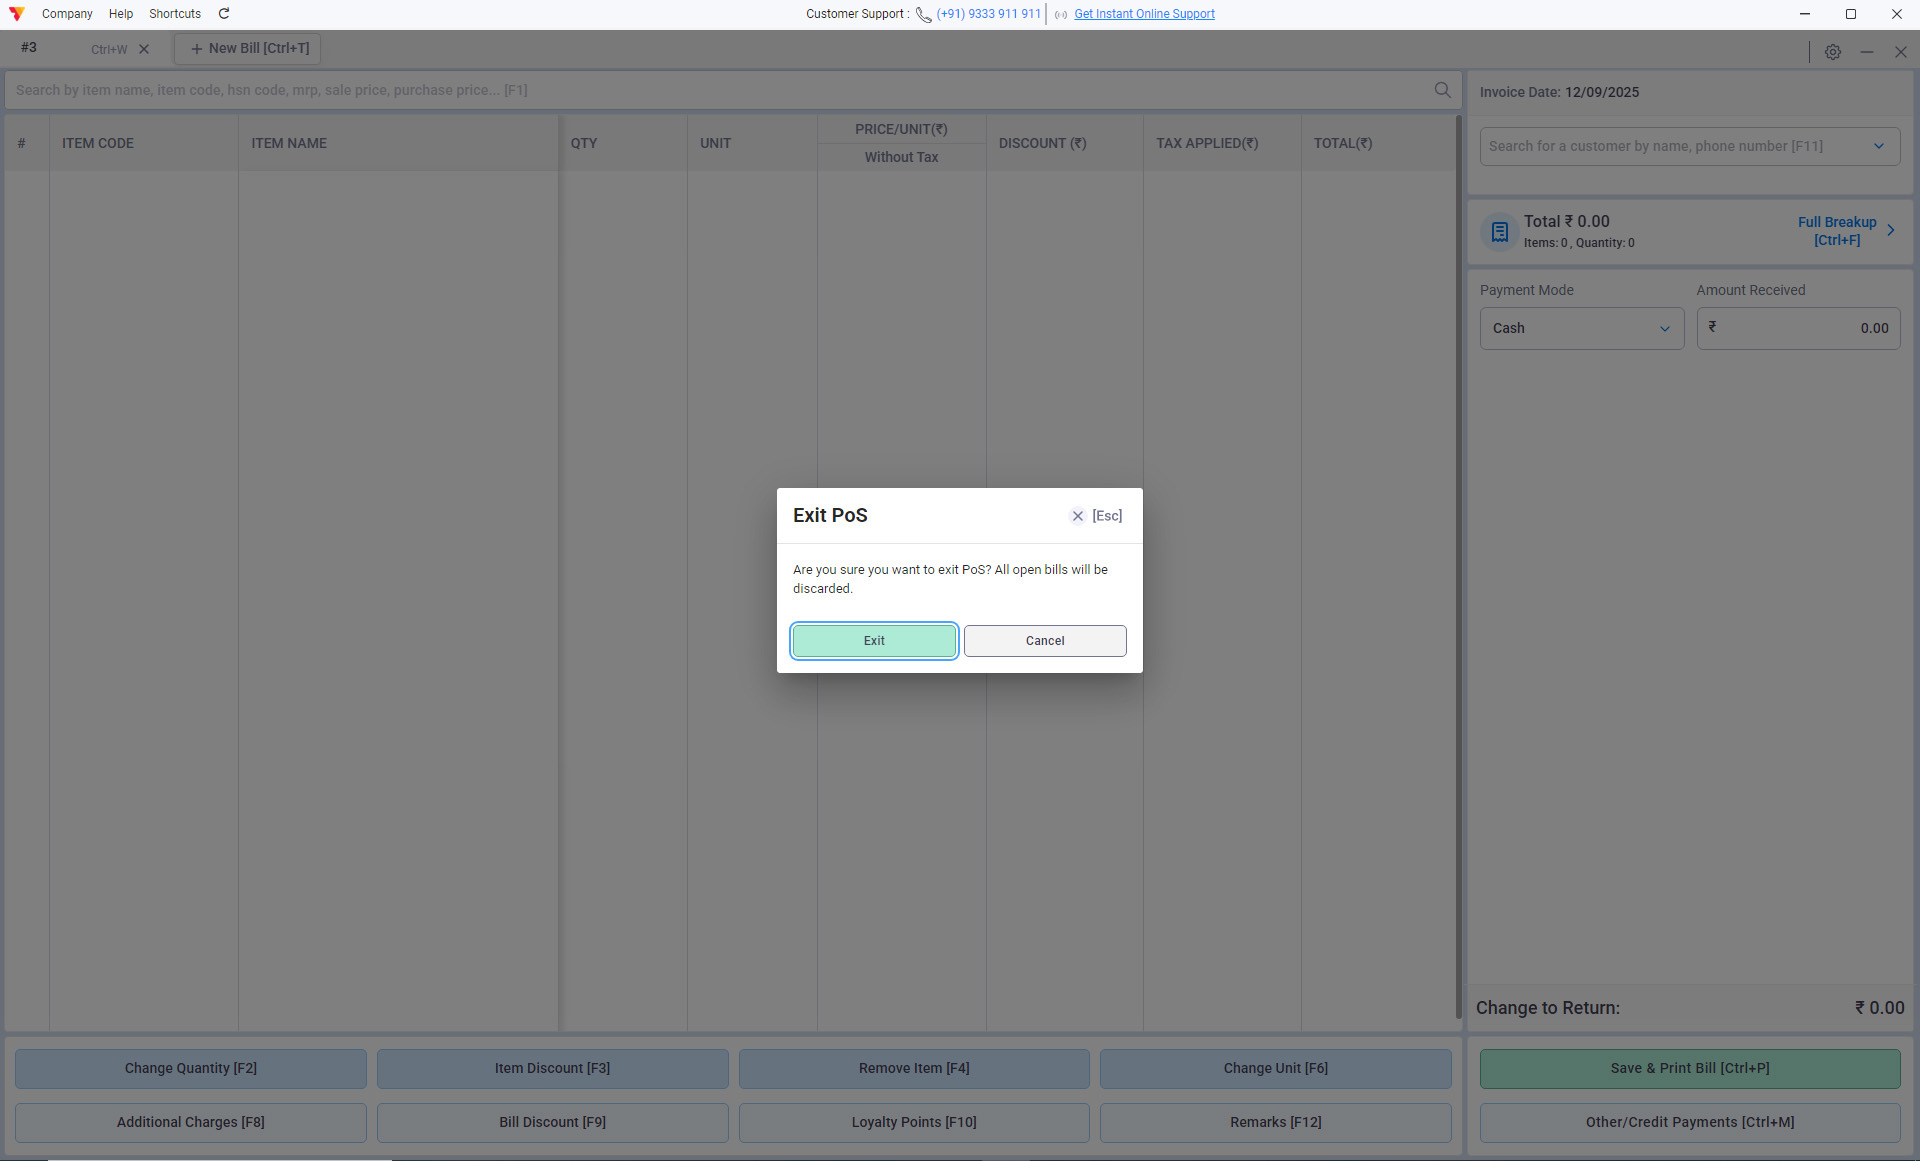 Company Help Shortcuts Customer Support : (+91) 9333 911 911 Get Instant Online Support
#3 Ctrl+W New Bill [Ctrl+T]
Search by item name, item code, hsn code, mrp, sale price, purchase price... [F1]
Invoice Date: 12/09/2025
# ITEM CODE ITEM NAME QTY UNIT PRICE/UNIT(₹) DISCOUNT (₹) TAX APPLIED(₹) TOTAL(₹)
Without Tax
Search for a customer by name, phone number [F11]
Total ₹ 0.00
Items: 0 , Quantity: 0
Full Breakup
[Ctrl+F]
Payment Mode Amount Received
Cash ₹ 0.00
Exit PoS [Esc]
Are you sure you want to exit PoS? All open bills will be
discarded.
Exit Cancel
Change to Return: ₹ 0.00
Change Quantity [F2] Item Discount [F3] Remove Item [F4] Change Unit [F6] Save & Print Bill [Ctrl+P]
Additional Charges [F8] Bill Discount [F9] Loyalty Points [F10] Remarks [F12] Other/Credit Payments [Ctrl+M]